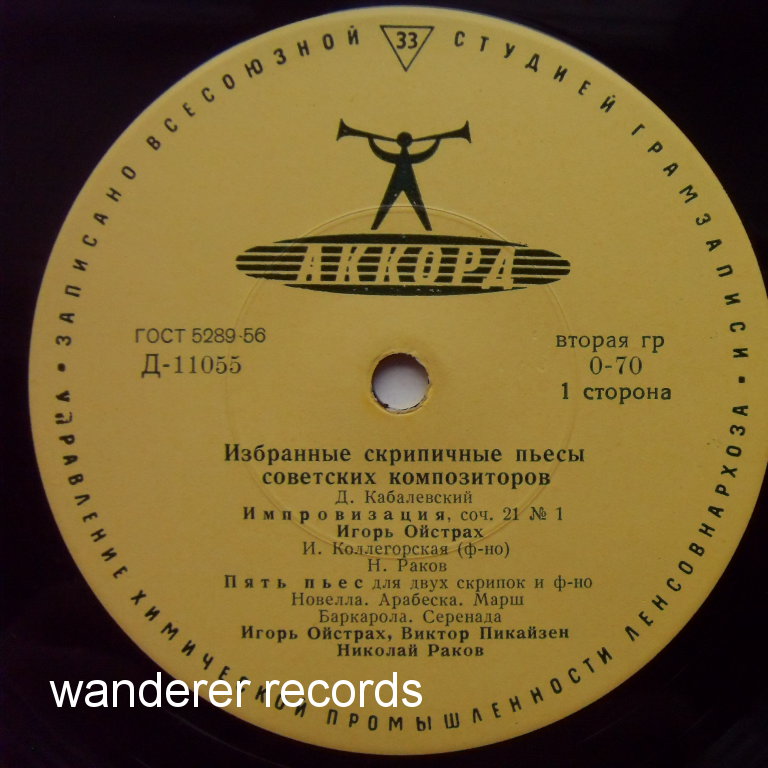 ЗАПИСАНО ВСЕСОЮЗНОЙ СТУДИЕЙ ГРАМЗАПИСИ
33
АККОРД
ГОСТ 5289-56
Д-11055
вторая гр
0-70
1 сторона
Избранные скрипичные пьесы
советских композиторов
Д. Кабалевский
Импровизация, соч. 21 № 1
Игорь Ойстрах
И. Коллегорская (ф-но)
Н. Раков
Пять пьес для двух скрипок и ф-но
Новелла. Арабеска. Марш
Баркарола. Серенада
Игорь Ойстрах, Виктор Пикайзен
Николай Раков
УПРАВЛЕНИЕ ХИМИЧЕСКОЙ ПРОМЫШЛЕННОСТИ ЛЕНСОВНАРХОЗА
wanderer records